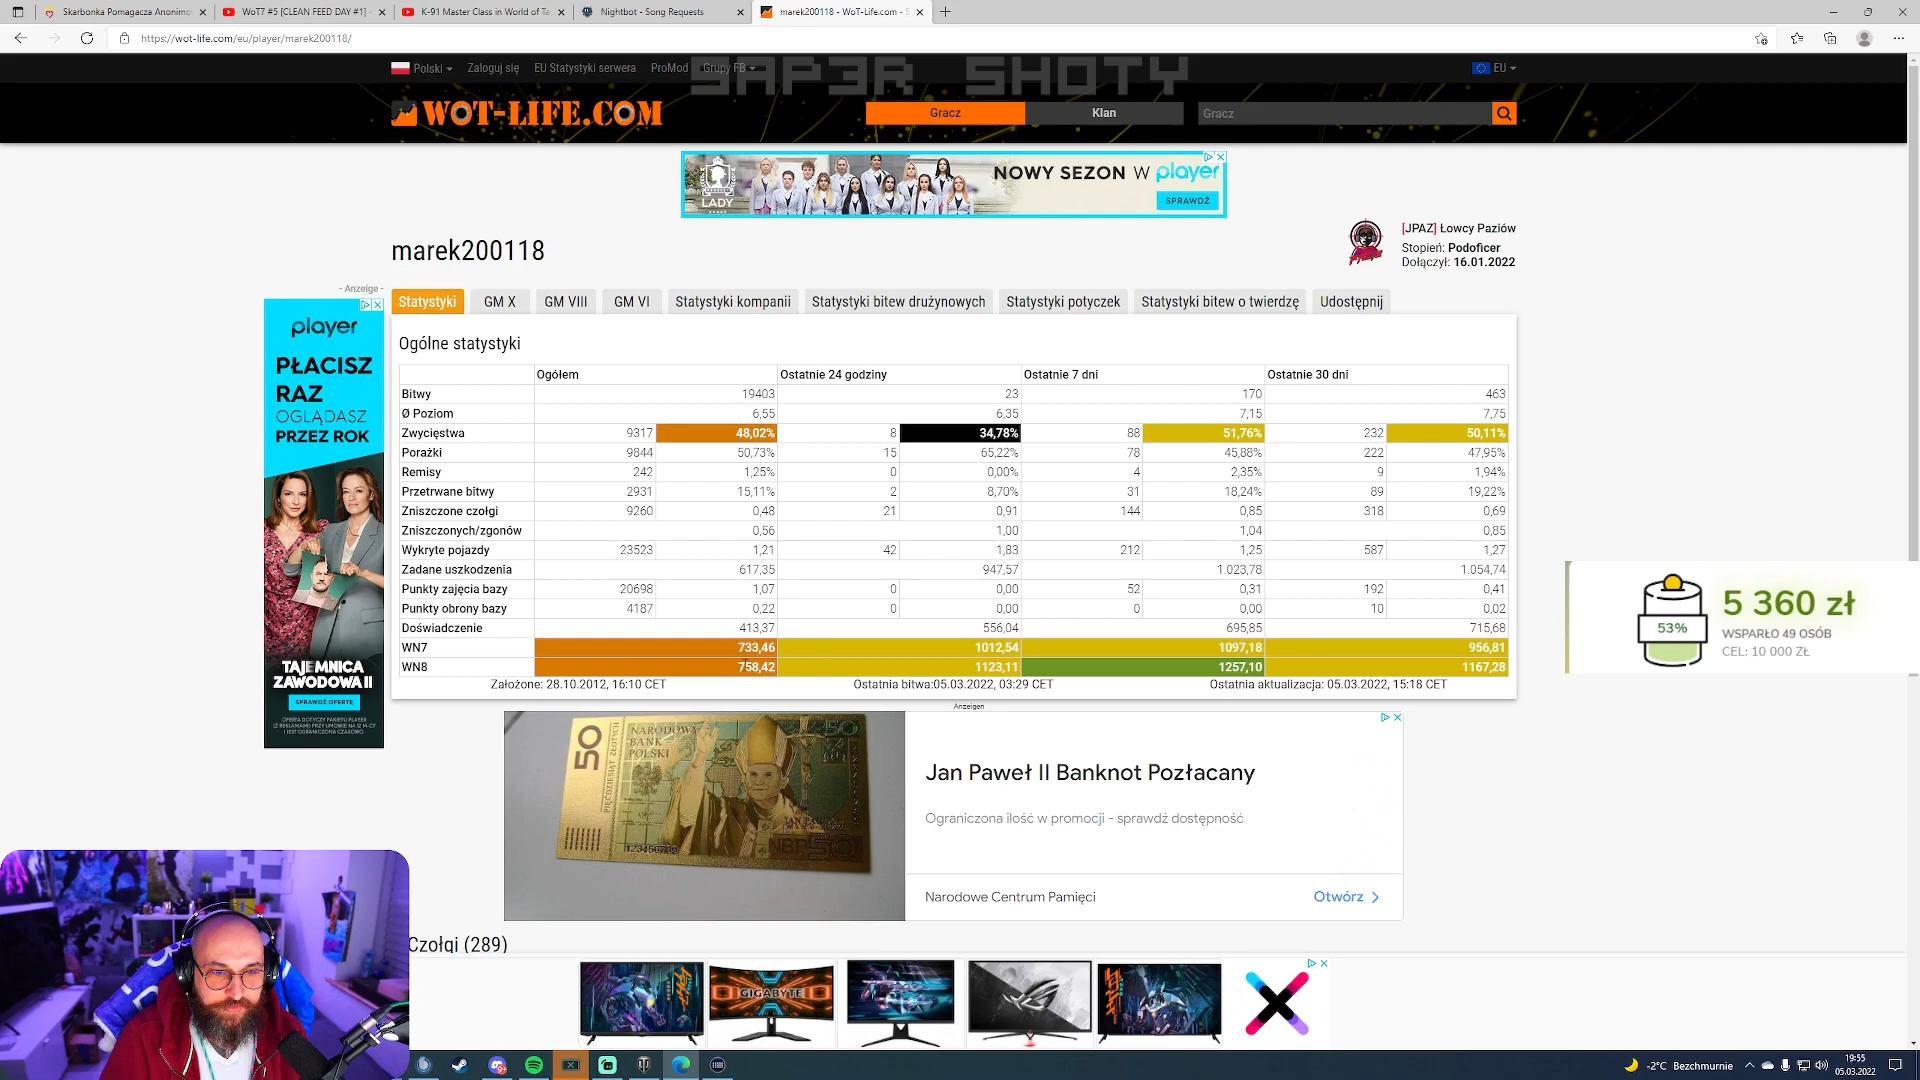 Skarbonka Pomagacza Anonimo
WoT7 #5 [CLEAN FEED DAY #1]
K-91 Master Class in World of Ta
Nightbot - Song Requests
marek200118 - WoT-Life.com - S
https://wot-life.com/eu/player/marek200118/
Polski
Zaloguj się
EU Statystyki serwera
ProMod
Grupy FB
EU
SAP3R SHOTY
WOT-LIFE.COM
Gracz
Klan
Gracz
LADY
NOWY SEZON W player
SPRAWDŹ
marek200118
[JPAZ] Łowcy Paziów
Stopień: Podoficer
Dołączył: 16.01.2022
- Anzeige -
Statystyki
GM X
GM VIII
GM VI
Statystyki kompanii
Statystyki bitew drużynowych
Statystyki potyczek
Statystyki bitew o twierdzę
Udostępnij
player
PŁACISZ
RAZ
OGLĄDASZ
PRZEZ ROK
TAJEMNICA
ZAWODOWA II
SPRAWDŹ OFERTĘ
Ogólne statystyki
Ogółem Ostatnie 24 godziny Ostatnie 7 dni Ostatnie 30 dni
Bitwy 19403 23 170 463
Ø Poziom 6,55 6,35 7,15 7,75
Zwycięstwa 9317 48,02% 8 34,78% 88 51,76% 232 50,11%
Porażki 9844 50,73% 15 65,22% 78 45,88% 222 47,95%
Remisy 242 1,25% 0 0,00% 4 2,35% 9 1,94%
Przetrwane bitwy 2931 15,11% 2 8,70% 31 18,24% 89 19,22%
Zniszczone czołgi 9260 0,48 21 0,91 144 0,85 318 0,69
Zniszczonych/zgonów 0,56 1,00 1,04 0,85
Wykryte pojazdy 23523 1,21 42 1,83 212 1,25 587 1,27
Zadane uszkodzenia 617,35 947,57 1.023,78 1.054,74
Punkty zajęcia bazy 20698 1,07 0 0,00 52 0,31 192 0,41
Punkty obrony bazy 4187 0,22 0 0,00 0 0,00 10 0,02
Doświadczenie 413,37 556,04 695,85 715,68
WN7 733,46 1012,54 1097,18 956,81
WN8 758,42 1123,11 1257,10 1167,28
Założone: 28.10.2012, 16:10 CET
Ostatnia bitwa:05.03.2022, 03:29 CET
Ostatnia aktualizacja: 05.03.2022, 15:18 CET
53%
5 360 zł
WSPARŁO 49 OSÓB
CEL: 10 000 ZŁ
Anzeigen
50
NARODOWY
BANK
POLSKI
PIĘĆDZIESIĄT ZŁOTYCH
JAN PAWEŁ II
NBP50
Jan Paweł II Banknot Pozłacany
Ograniczona ilość w promocji - sprawdź dostępność
Narodowe Centrum Pamięci
Otwórz
Czołgi (289)
GIGABYTE
-2°C Bezchmurnie
19:55
05.03.2022